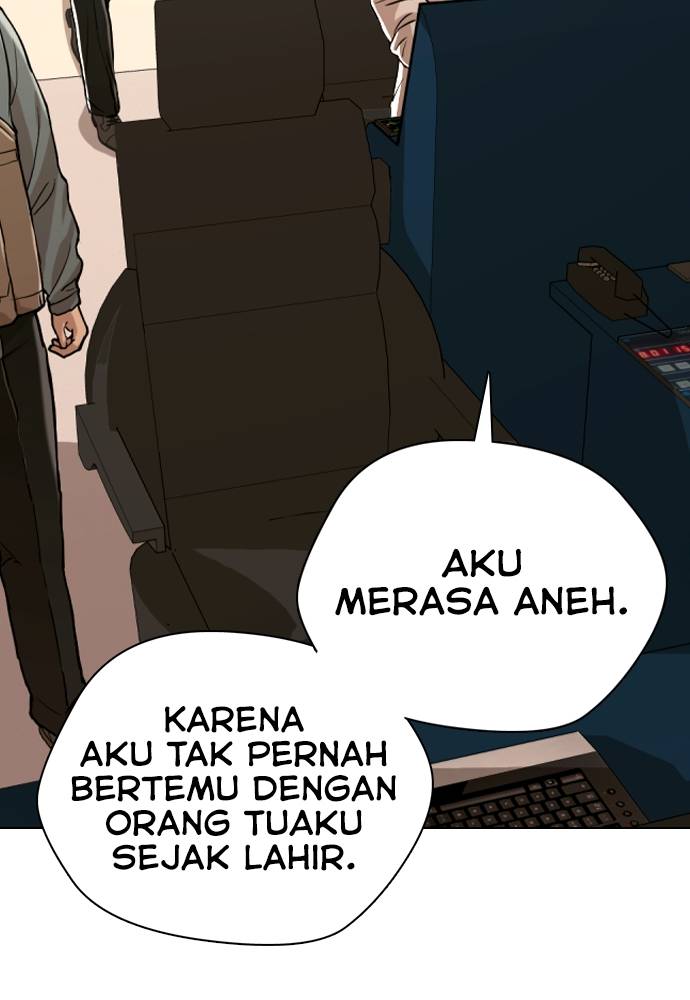 AKU
MERASA ANEH.
KARENA
AKU TAK PERNAH
BERTEMU DENGAN
ORANG TUAKU
SEJAK LAHIR.